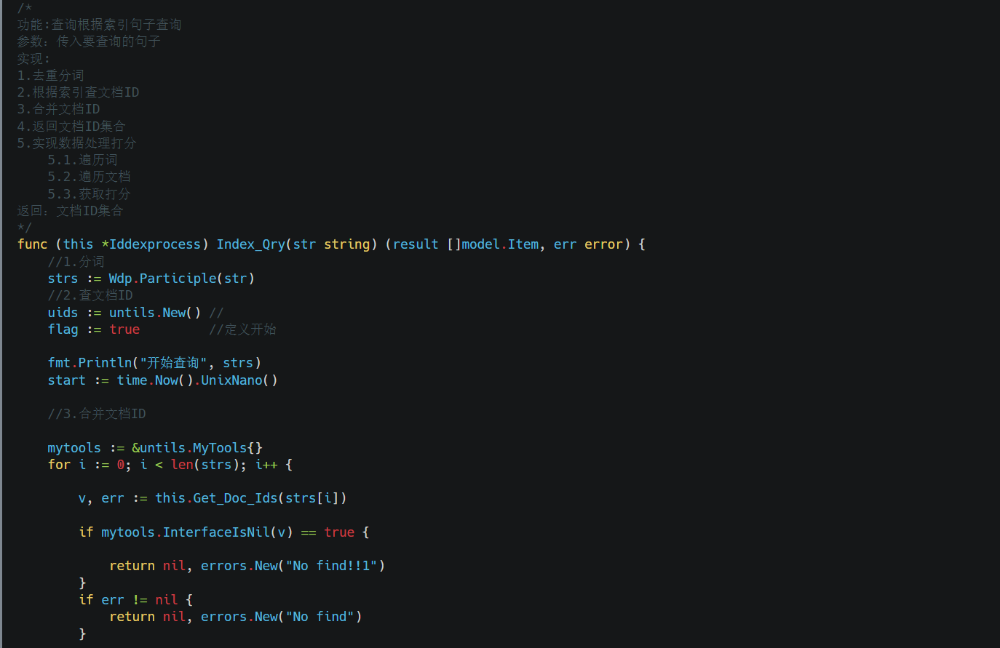 /*
功能:查询根据索引句子查询
参数: 传入要查询的句子
实现:
1.去重分词
2.根据索引查文档ID
3.合并文档ID
4.返回文档ID集合
5.实现数据处理打分
    5.1.遍历词
    5.2.遍历文档
    5.3.获取打分
返回: 文档ID集合
*/
func (this *Iddexprocess) Index_Qry(str string) (result []model.Item, err error) {
    //1.分词
    strs := Wdp.Participle(str)
    //2.查文档ID
    uids := untils.New() //
    flag := true         //定义开始
    fmt.Println("开始查询", strs)
    start := time.Now().UnixNano()
    //3.合并文档ID
    mytools := &untils.MyTools{}
    for i := 0; i < len(strs); i++ {
        v, err := this.Get_Doc_Ids(strs[i])
        if mytools.InterfaceIsNil(v) == true {
            return nil, errors.New("No find!!1")
        }
        if err != nil {
            return nil, errors.New("No find")
        }